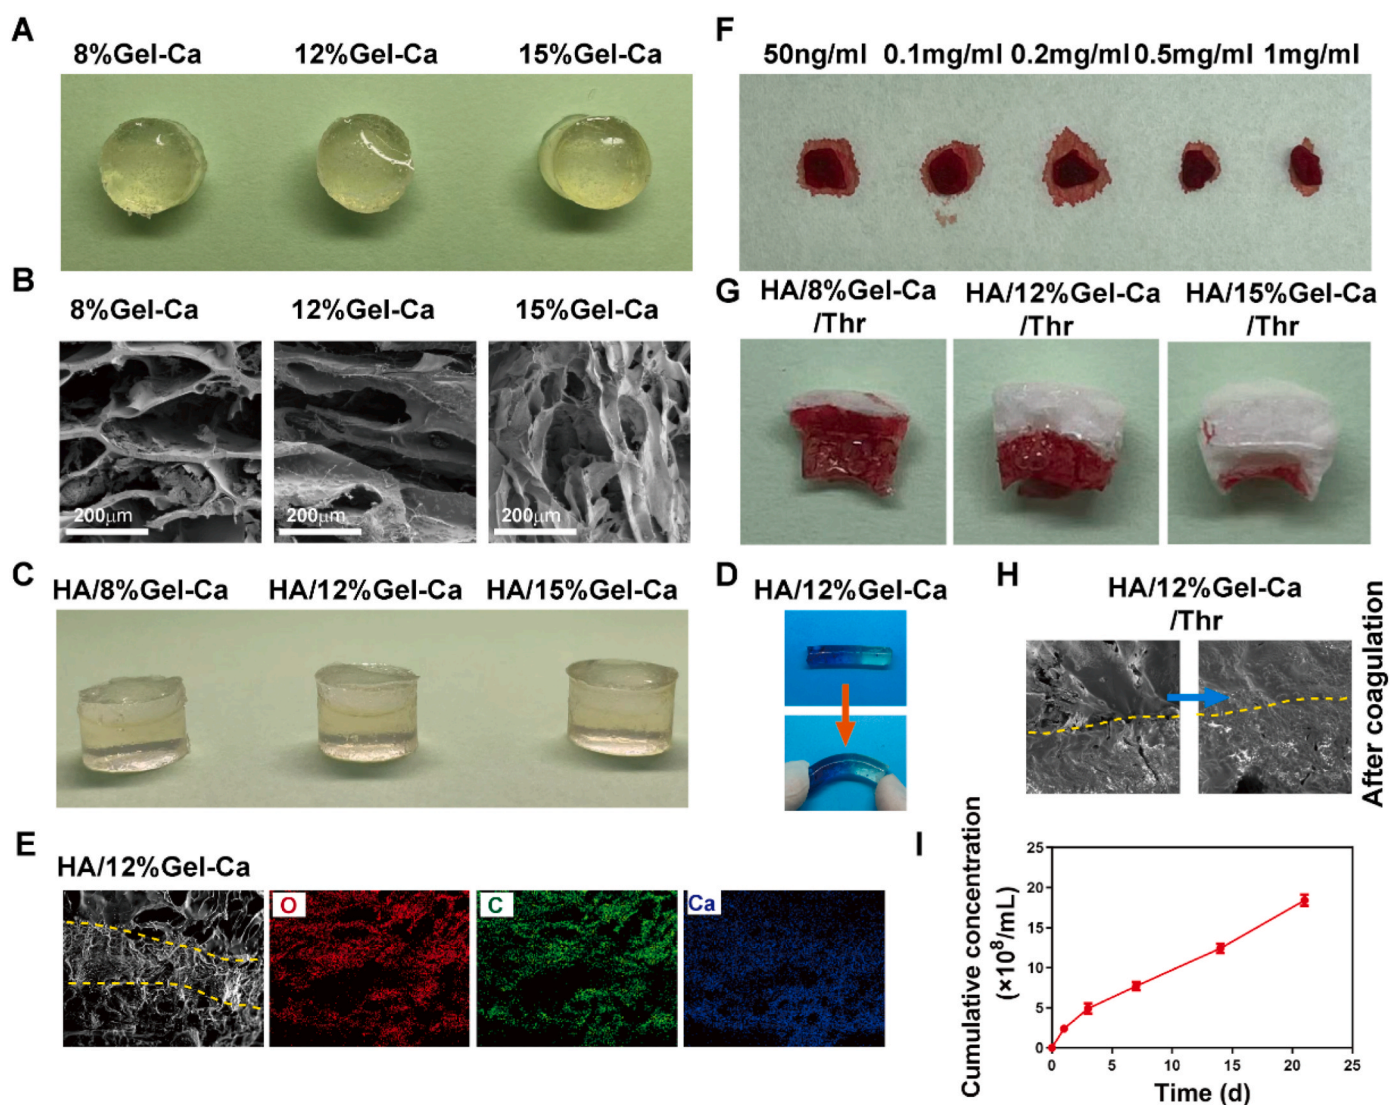 A
8%Gel-Ca 12%Gel-Ca 15%Gel-Ca
B
8%Gel-Ca 12%Gel-Ca 15%Gel-Ca
200μm 200μm 200μm
C
HA/8%Gel-Ca HA/12%Gel-Ca HA/15%Gel-Ca
D
HA/12%Gel-Ca
E
HA/12%Gel-Ca
O C Ca
F
50ng/ml 0.1mg/ml 0.2mg/ml 0.5mg/ml 1mg/ml
G
HA/8%Gel-Ca
/Thr
HA/12%Gel-Ca
/Thr
HA/15%Gel-Ca
/Thr
H
HA/12%Gel-Ca
/Thr
After coagulation
I
Cumulative concentration
(×10⁸/mL)
25
20
15
10
5
0
0 5 10 15 20 25
Time (d)